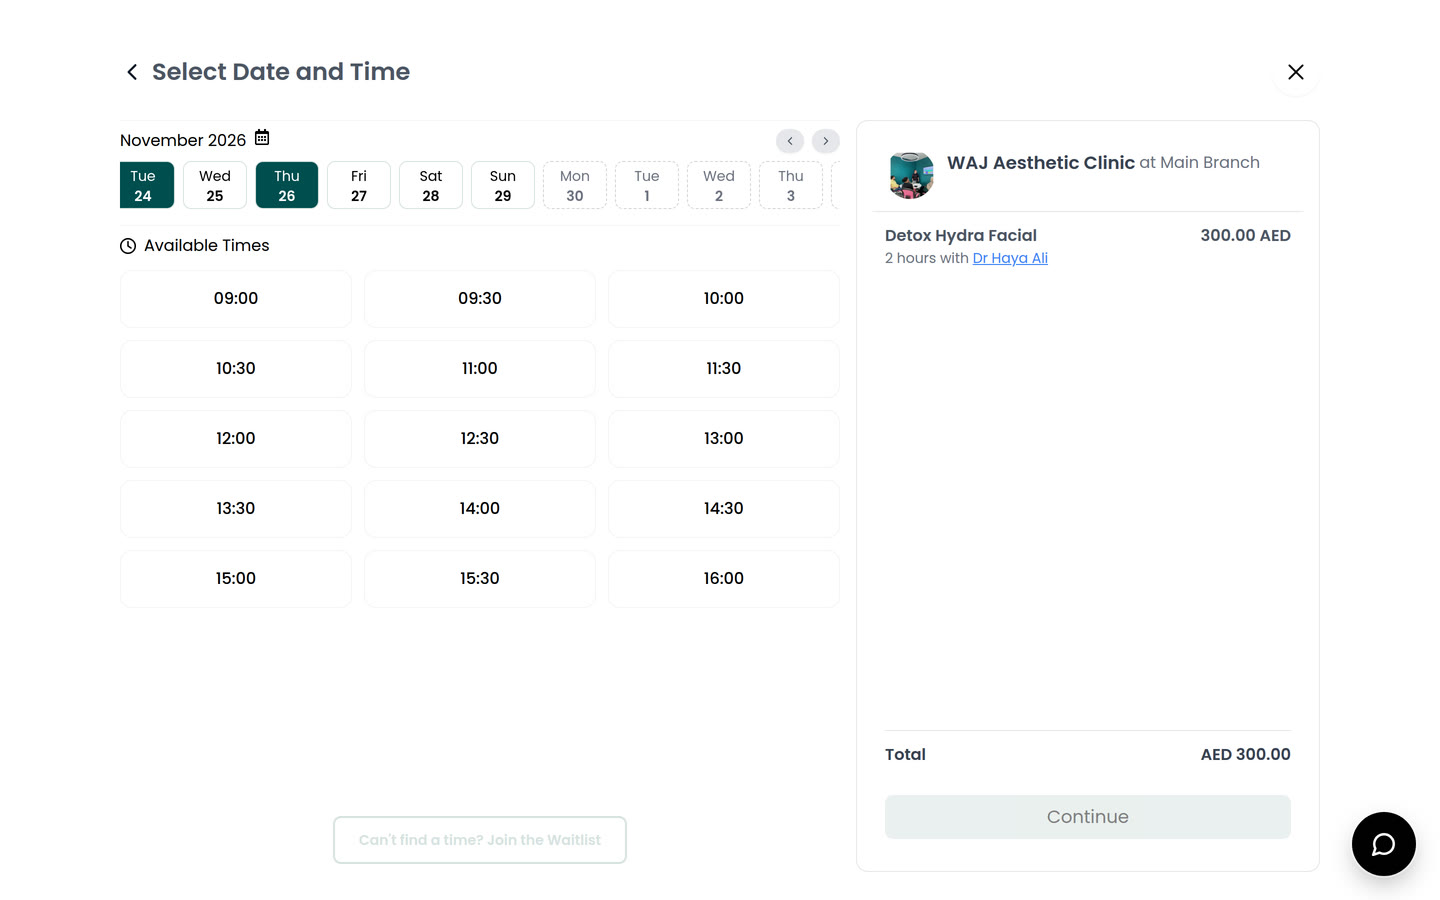 Select Date and Time
November 2026
Tue Wed Thu Fri Sat Sun Mon Tue Wed Thu
24 25 26 27 28 29 30 1 2 3
Available Times
09:00 09:30 10:00
10:30 11:00 11:30
12:00 12:30 13:00
13:30 14:00 14:30
15:00 15:30 16:00
Can't find a time? Join the Waitlist
WAJ Aesthetic Clinic at Main Branch
Detox Hydra Facial 300.00 AED
2 hours with Dr Haya Ali
Total AED 300.00
Continue